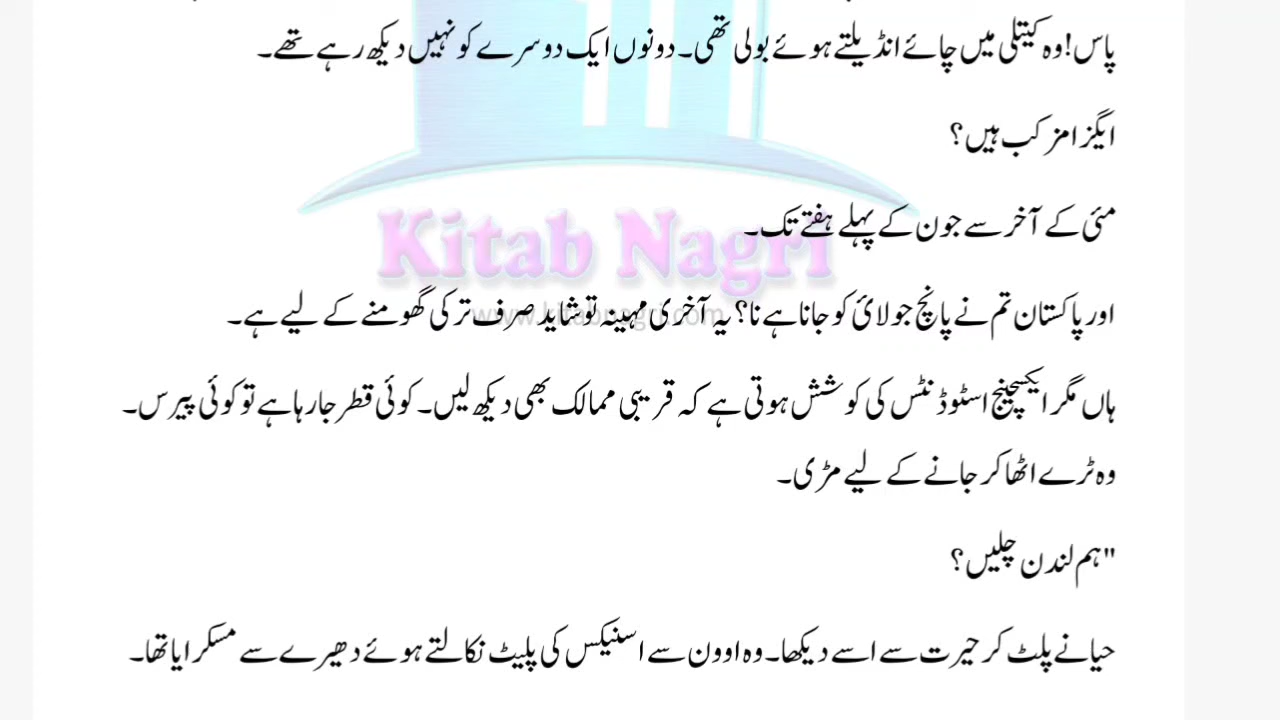 پاس! وہ کیتلی میں چائے انڈیلتے ہوئے بولی تھی۔ دونوں ایک دوسرے کو نہیں دیکھ رہے تھے۔
ایگزامز کب ہیں؟
مئی کے آخر سے جون کے پہلے ہفتے تک۔
Kitab Nagri
اور پاکستان تم نے پانچ جولائ کو جانا ہے نا؟ یہ آخری مہینہ تو شاید صرف ترکی گھومنے کے لیے ہے۔
www.kitabnagri.com
ہاں مگر ایکسچینج اسٹوڈنٹس کی کوشش ہوتی ہے کہ قریبی ممالک بھی دیکھ لیں۔ کوئی قطر جا رہا ہے تو کوئی پیرس۔
وہ ٹرے اٹھا کر جانے کے لیے مڑی۔
"ہم لندن چلیں؟
حیا نے پلٹ کر حیرت سے اسے دیکھا۔ وہ اوون سے اسنیکس کی پلیٹ نکالتے ہوئے دھیرے سے مسکرایا تھا۔